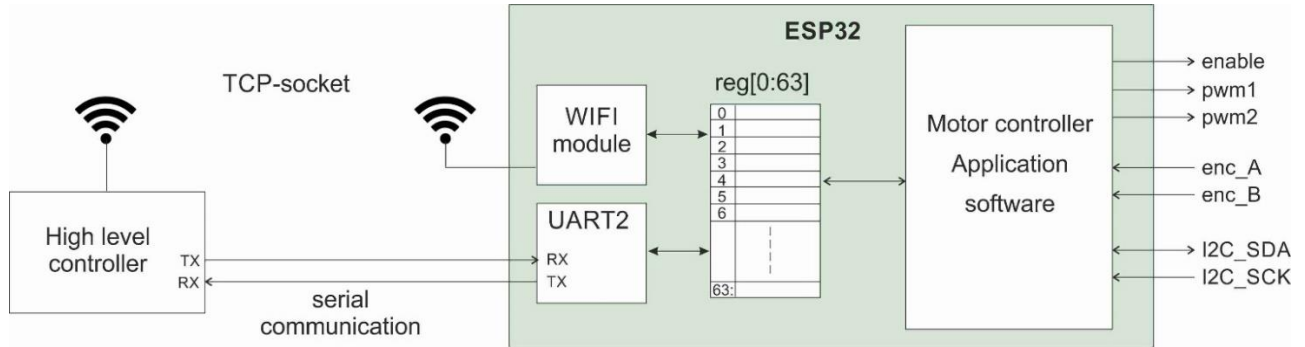 ESP32
TCP-socket
reg[0:63]
WIFI
module
0
1
2
3
4
5
6
63:
Motor controller
Application
software
enable
pwm1
pwm2
enc_A
enc_B
I2C_SDA
I2C_SCK
UART2
RX
TX
High level
controller
TX
RX
serial
communication